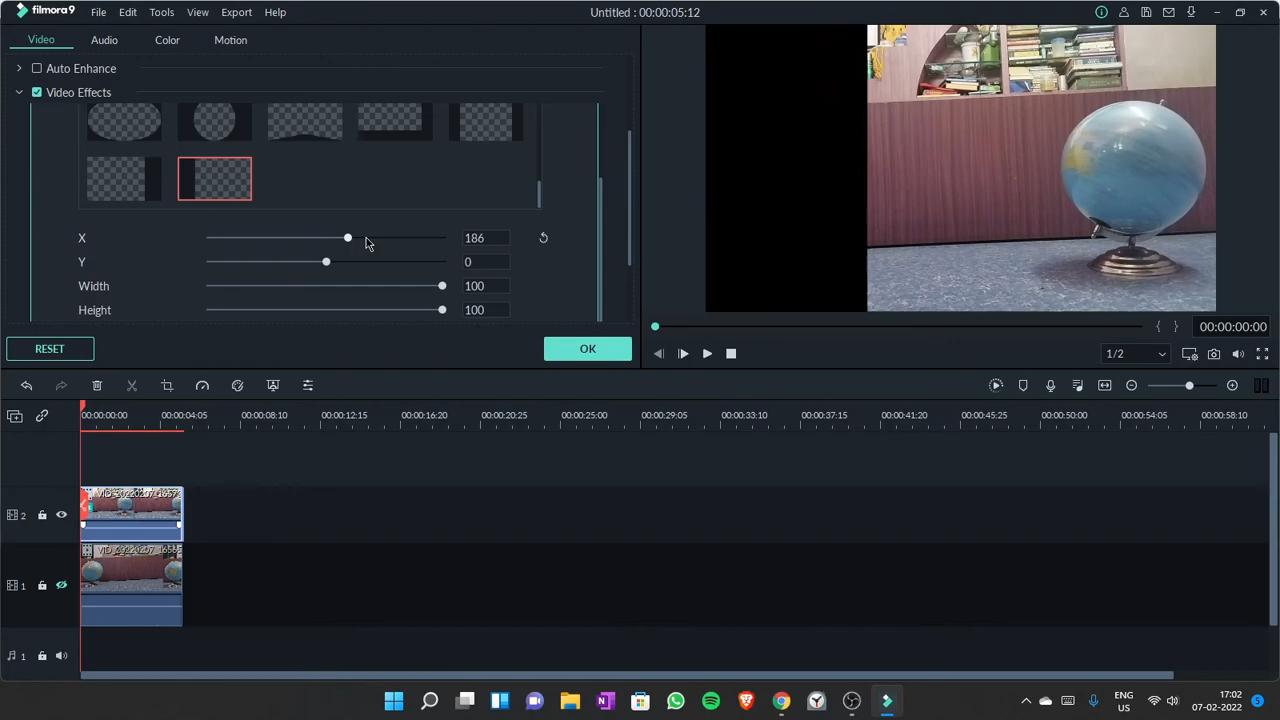 filmora9 File Edit Tools View Export Help Untitled : 00:00:05:12
Video Audio Color Motion
Auto Enhance
Video Effects
X 186
Y 0
Width 100
Height 100
RESET OK
00:00:00:00
1/2
00:00:00:00 00:00:04:05 00:00:08:10 00:00:12:15 00:00:16:20 00:00:20:25 00:00:25:00 00:00:29:05 00:00:33:10 00:00:37:15 00:00:41:20 00:00:45:25 00:00:50:00 00:00:54:05 00:00:58:10
2
1
1
ENG
US
17:02
07-02-2022
5